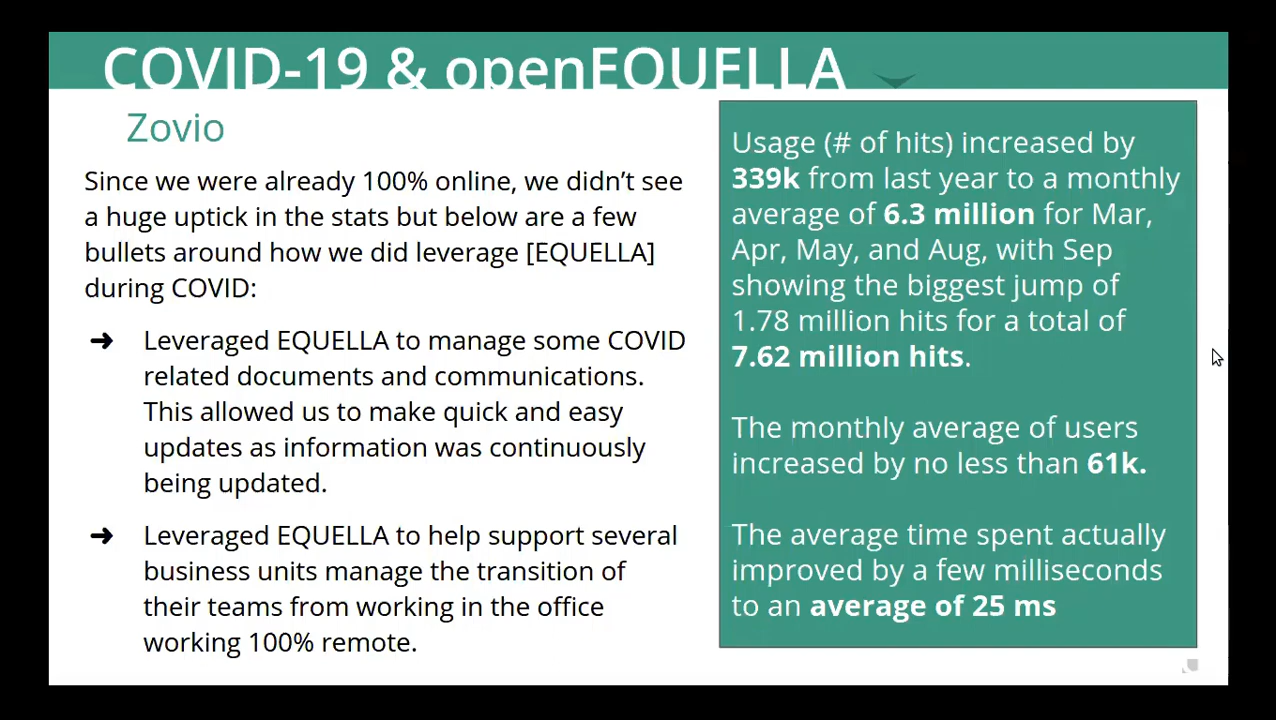 COVID-19 & openEQUELLA
Zovio
Since we were already 100% online, we didn’t see
a huge uptick in the stats but below are a few
bullets around how we did leverage [EQUELLA]
during COVID:
➜ Leveraged EQUELLA to manage some COVID
related documents and communications.
This allowed us to make quick and easy
updates as information was continuously
being updated.
➜ Leveraged EQUELLA to help support several
business units manage the transition of
their teams from working in the office
working 100% remote.
Usage (# of hits) increased by
339k from last year to a monthly
average of 6.3 million for Mar,
Apr, May, and Aug, with Sep
showing the biggest jump of
1.78 million hits for a total of
7.62 million hits.
The monthly average of users
increased by no less than 61k.
The average time spent actually
improved by a few milliseconds
to an average of 25 ms